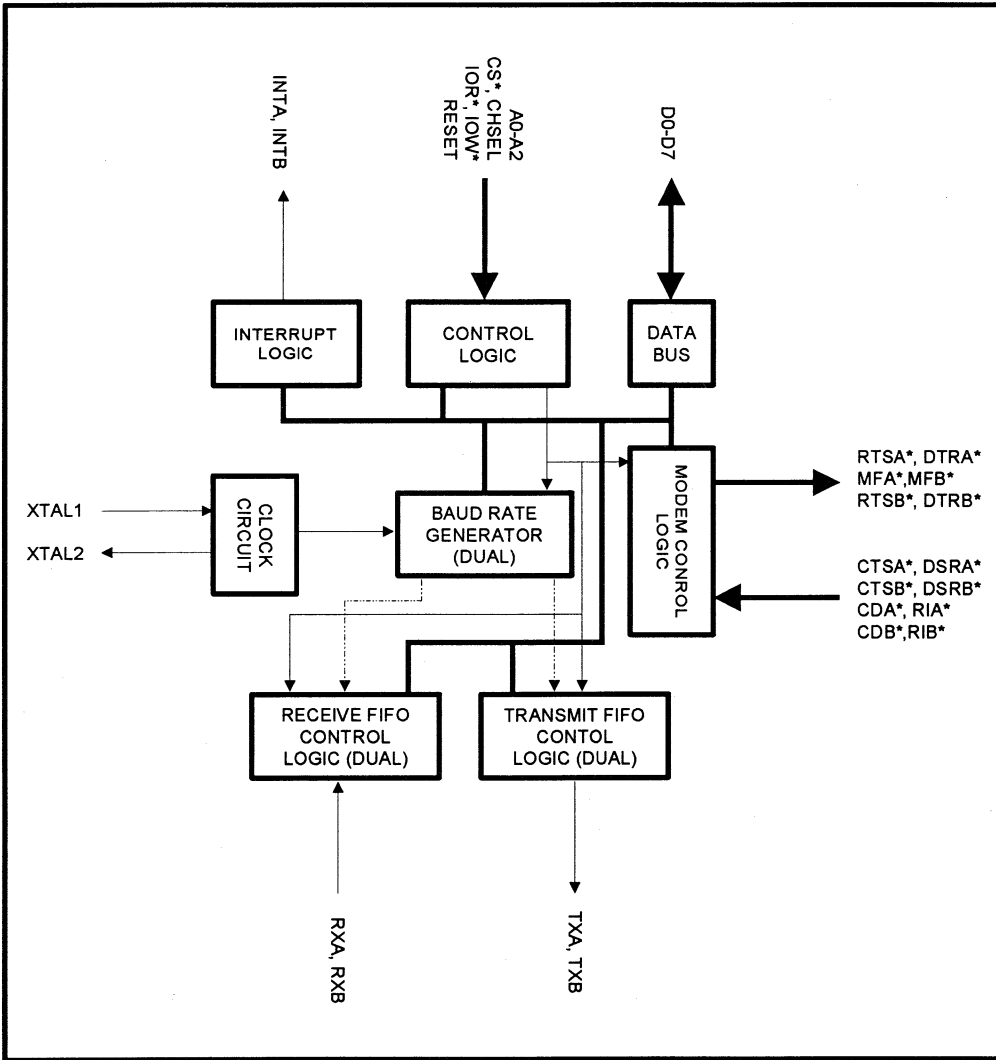 INTA, INTB
A0-A2
CS*, CHSEL
IOR*, IOW*
RESET
D0-D7
INTERRUPT
LOGIC
CONTROL
LOGIC
DATA
BUS
XTAL1
XTAL2
CLOCK
CIRCUIT
BAUD RATE
GENERATOR
(DUAL)
MODEM CONROL
LOGIC
RTSA*, DTRA*
MFA*,MFB*
RTSB*, DTRB*
CTSA*, DSRA*
CTSB*, DSRB*
CDA*, RIA*
CDB*,RIB*
RECEIVE FIFO
CONTROL
LOGIC (DUAL)
TRANSMIT FIFO
CONTOL
LOGIC (DUAL)
RXA, RXB
TXA, TXB